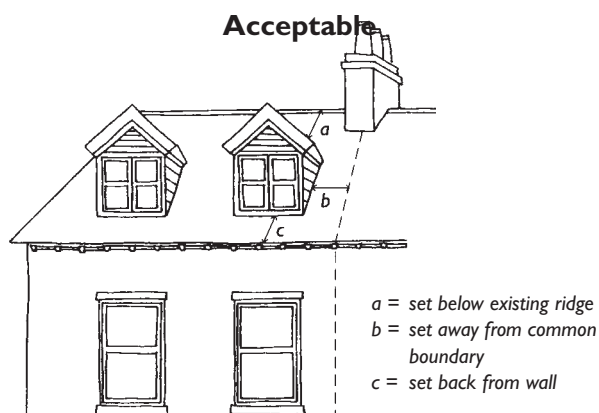 Acceptable
a
b
c
a = set below existing ridge
b = set away from common
boundary
c = set back from wall